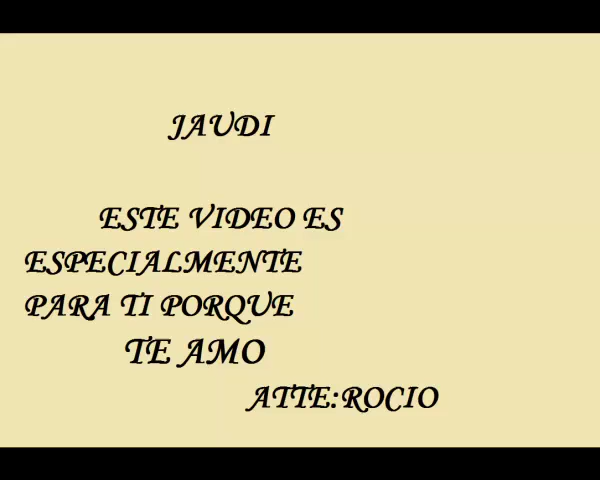 JAUDI
ESTE VIDEO ES
ESPECIALMENTE
PARA TI PORQUE
TE AMO
ATTE:ROCIO